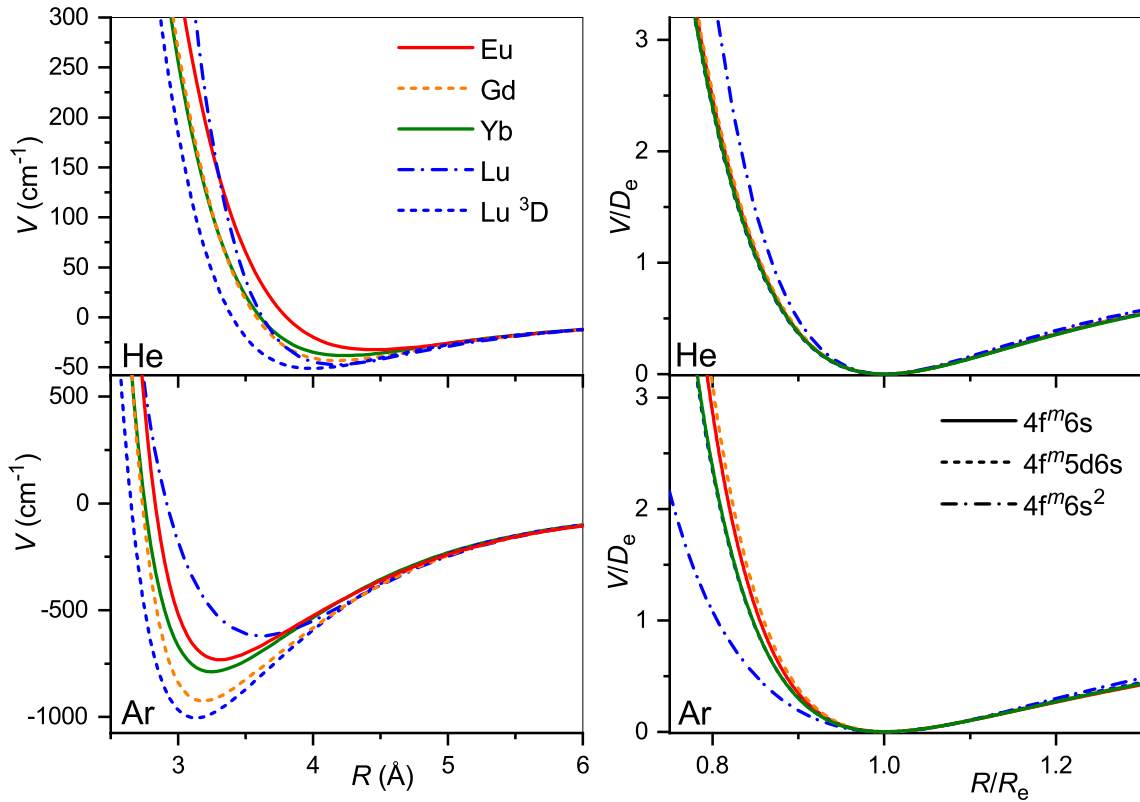 300
250
200
150
100
50
0
-50
V (cm⁻¹)
He
Eu
Gd
Yb
Lu
Lu ³D
3
2
1
0
V/Dₑ
He
500
0
-500
-1000
V (cm⁻¹)
Ar
3
4
5
6
R (Å)
3
2
1
0
V/Dₑ
Ar
4fᵐ6s
4fᵐ5d6s
4fᵐ6s²
0.8
1.0
1.2
R/Rₑ